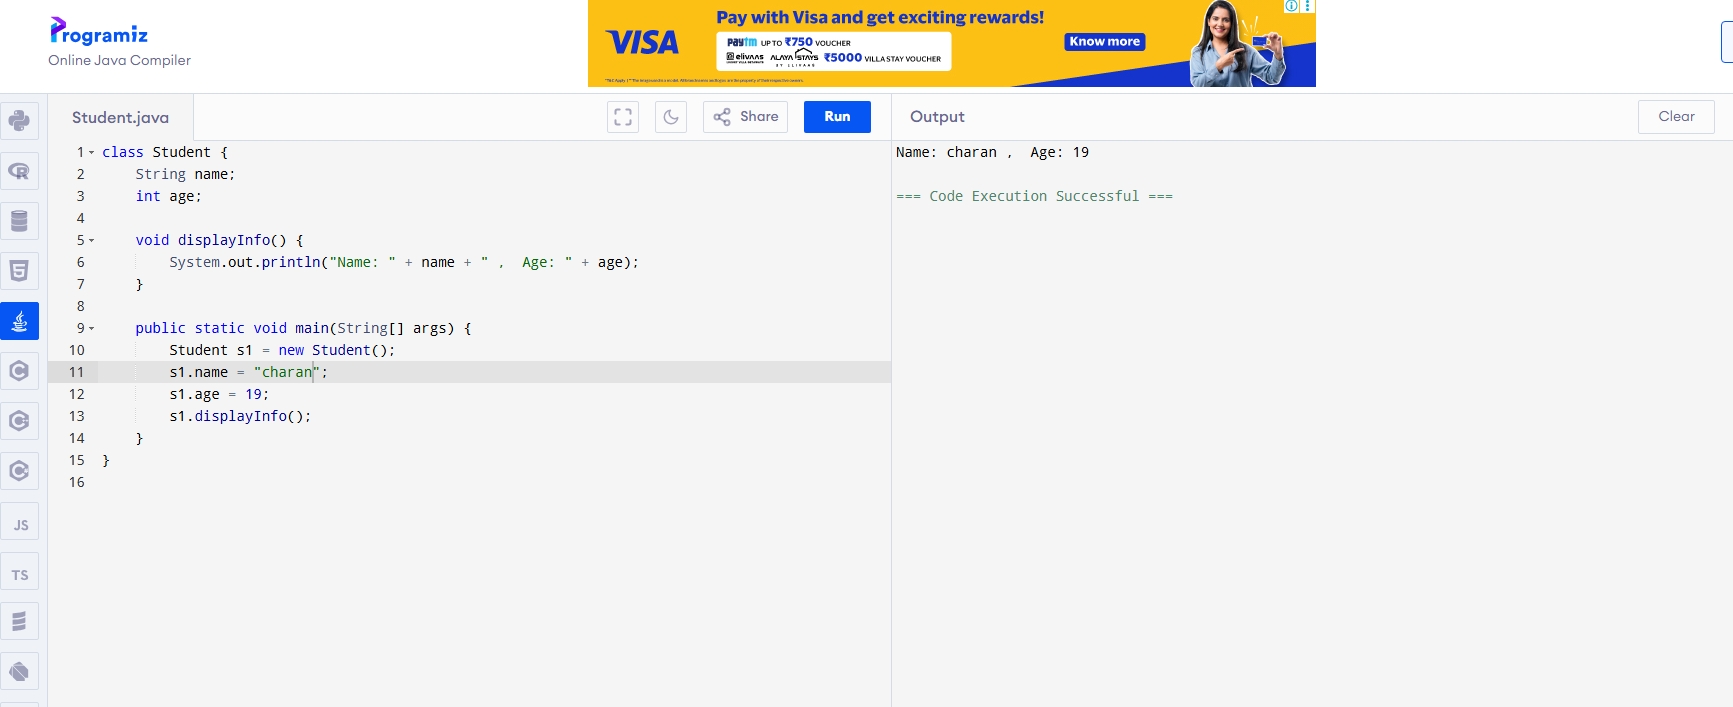 Programiz
Online Java Compiler
VISA
Pay with Visa and get exciting rewards!
Paytm UP TO ₹750 VOUCHER
elivaas ALAYA STAYS ₹5000 VILLA STAY VOUCHER
BY ELIVAAS
Know more
Student.java
Share
Run
Output
Clear
1 class Student {
2     String name;
3     int age;
4
5     void displayInfo() {
6         System.out.println("Name: " + name + " ,  Age: " + age);
7     }
8
9     public static void main(String[] args) {
10         Student s1 = new Student();
11         s1.name = "charan";
12         s1.age = 19;
13         s1.displayInfo();
14     }
15 }
16
Name: charan ,  Age: 19
=== Code Execution Successful ===
R
5
C
C
C
JS
TS